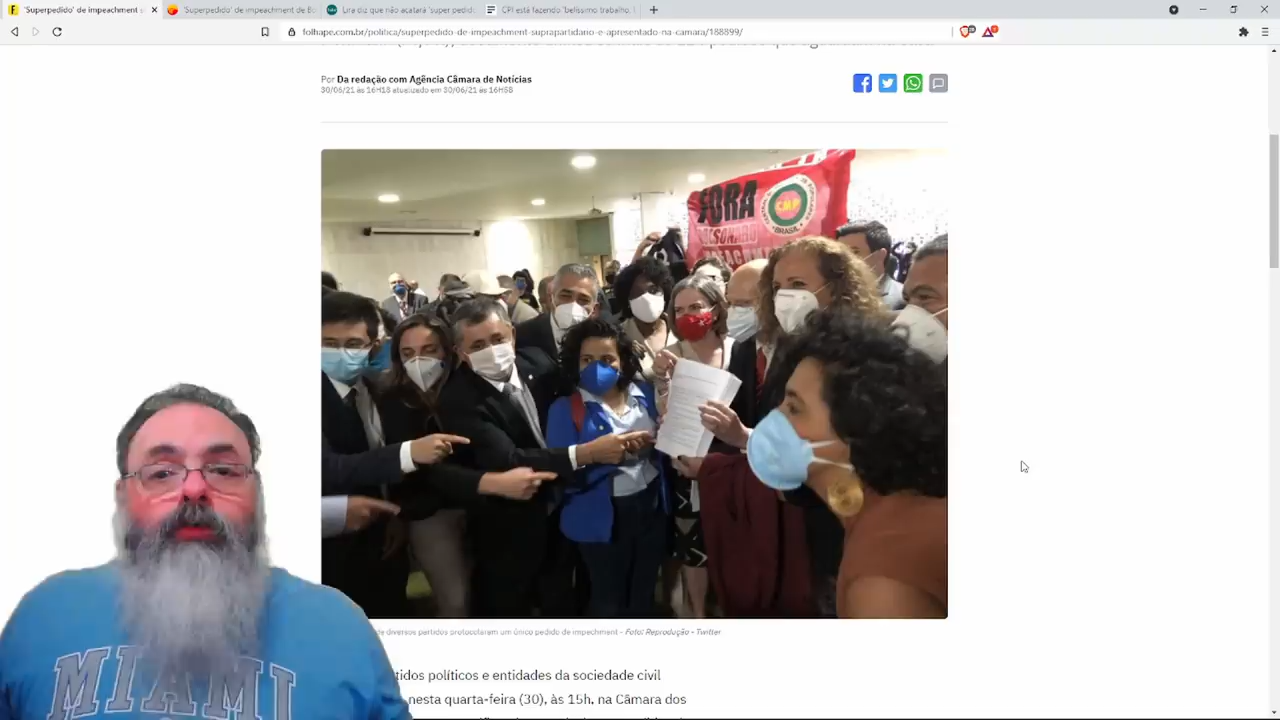 'Superpedido' de impeachment su
'Superpedido' de impeachment de Bo
Lira diz que não acatará 'super pedido
CPI está fazendo 'belíssimo trabalho,
folhape.com.br/politica/superpedido-de-impeachment-suprapartidario-e-apresentado-na-camara/188899/
Por Da redação com Agência Câmara de Notícias
30/06/21 às 16H18 atualizado em 30/06/21 às 16H58
FORA
BOLSONARO
CMP
BRASIL
de diversos partidos protocolaram um único pedido de impeachment - Foto: Reprodução - Twitter
tidos políticos e entidades da sociedade civil
nesta quarta-feira (30), às 15h, na Câmara dos
MIAMI